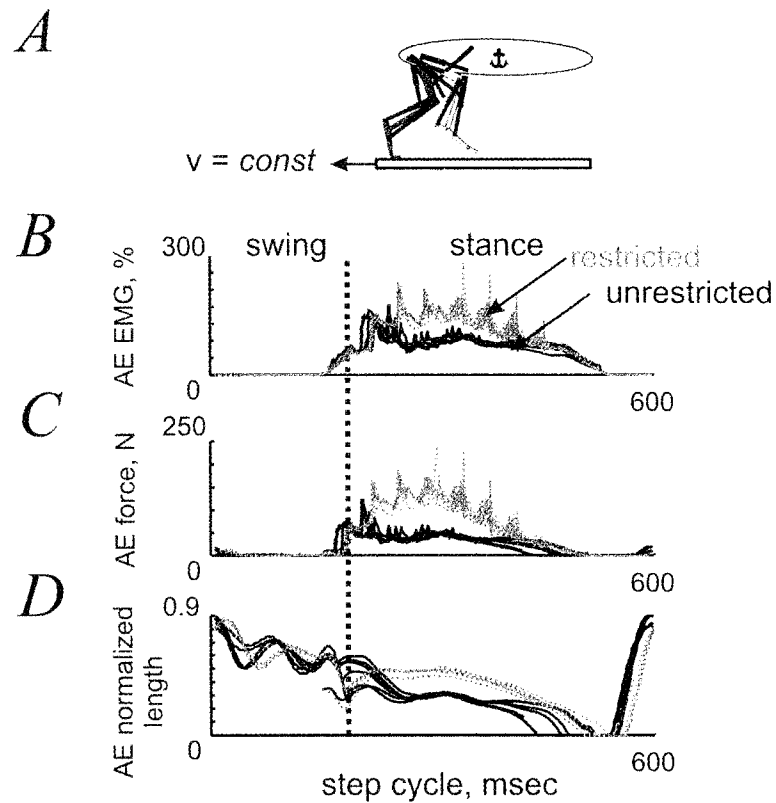 A
v = const
B
300
swing
stance
restricted
unrestricted
AE EMG, %
0
600
C
250
AE force, N
0
600
D
0.9
AE normalized
length
0
600
step cycle, msec